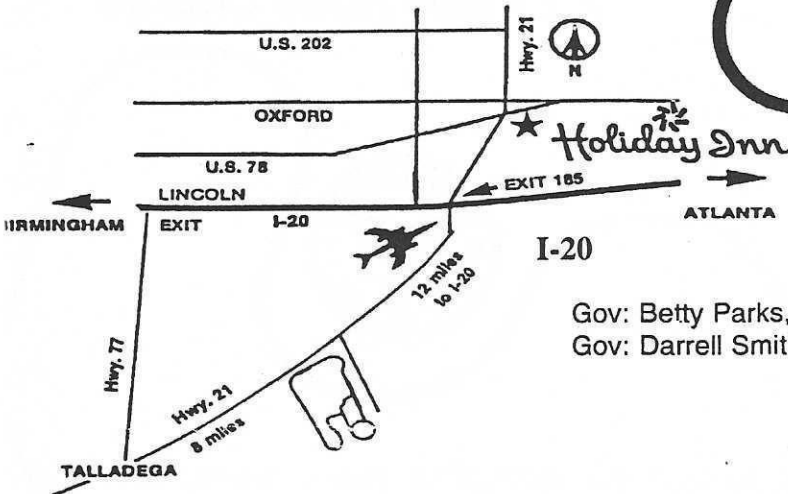 U.S. 202
Hwy. 21
N
OXFORD
Holiday Inn
U.S. 78
EXIT 185
LINCOLN
BIRMINGHAM EXIT I-20
ATLANTA
I-20
12 miles
to I-20
Gov: Betty Parks,
Gov: Darrell Smit
Hwy. 77
Hwy. 21
8 miles
TALLADEGA